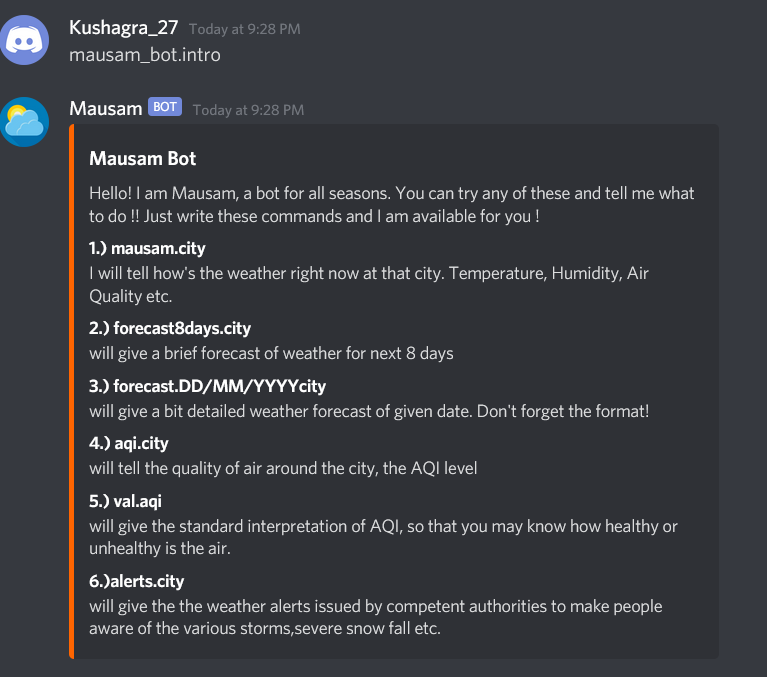 Kushagra_27 Today at 9:28 PM
mausam_bot.intro
Mausam BOT Today at 9:28 PM
Mausam Bot
Hello! I am Mausam, a bot for all seasons. You can try any of these and tell me what
to do !! Just write these commands and I am available for you !
1.) mausam.city
I will tell how's the weather right now at that city. Temperature, Humidity, Air
Quality etc.
2.) forecast8days.city
will give a brief forecast of weather for next 8 days
3.) forecast.DD/MM/YYYYcity
will give a bit detailed weather forecast of given date. Don't forget the format!
4.) aqi.city
will tell the quality of air around the city, the AQI level
5.) val.aqi
will give the standard interpretation of AQI, so that you may know how healthy or
unhealthy is the air.
6.)alerts.city
will give the the weather alerts issued by competent authorities to make people
aware of the various storms,severe snow fall etc.